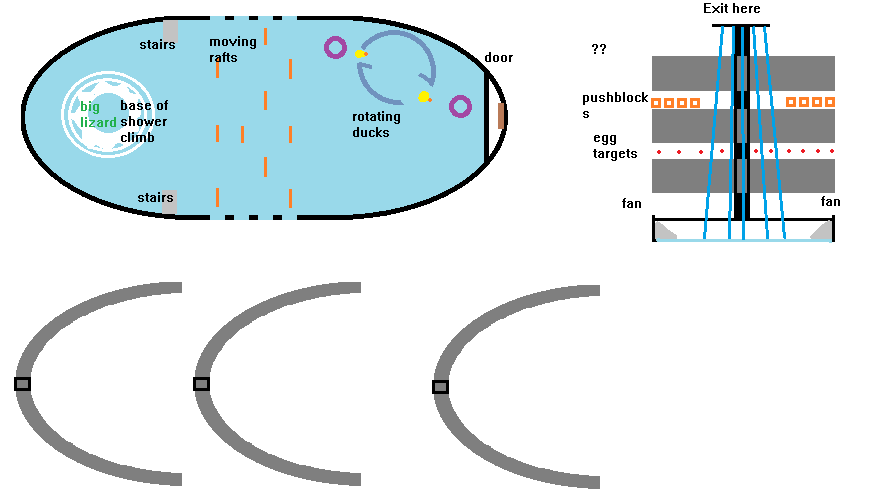 Exit here
stairs
moving
rafts
??
door
big
lizard
base of
shower
climb
rotating
ducks
pushblock
s
egg
targets
stairs
fan
fan